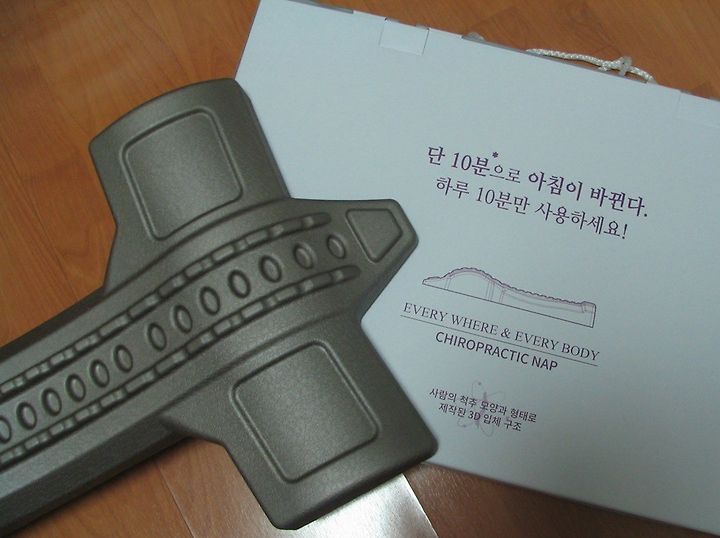 단 10분*으로 아침이 바뀐다.
하루 10분만 사용하세요!
EVERY WHERE & EVERY BODY
CHIROPRACTIC NAP
사람의 척추 모양과 형태로
제작된 3D 입체 구조